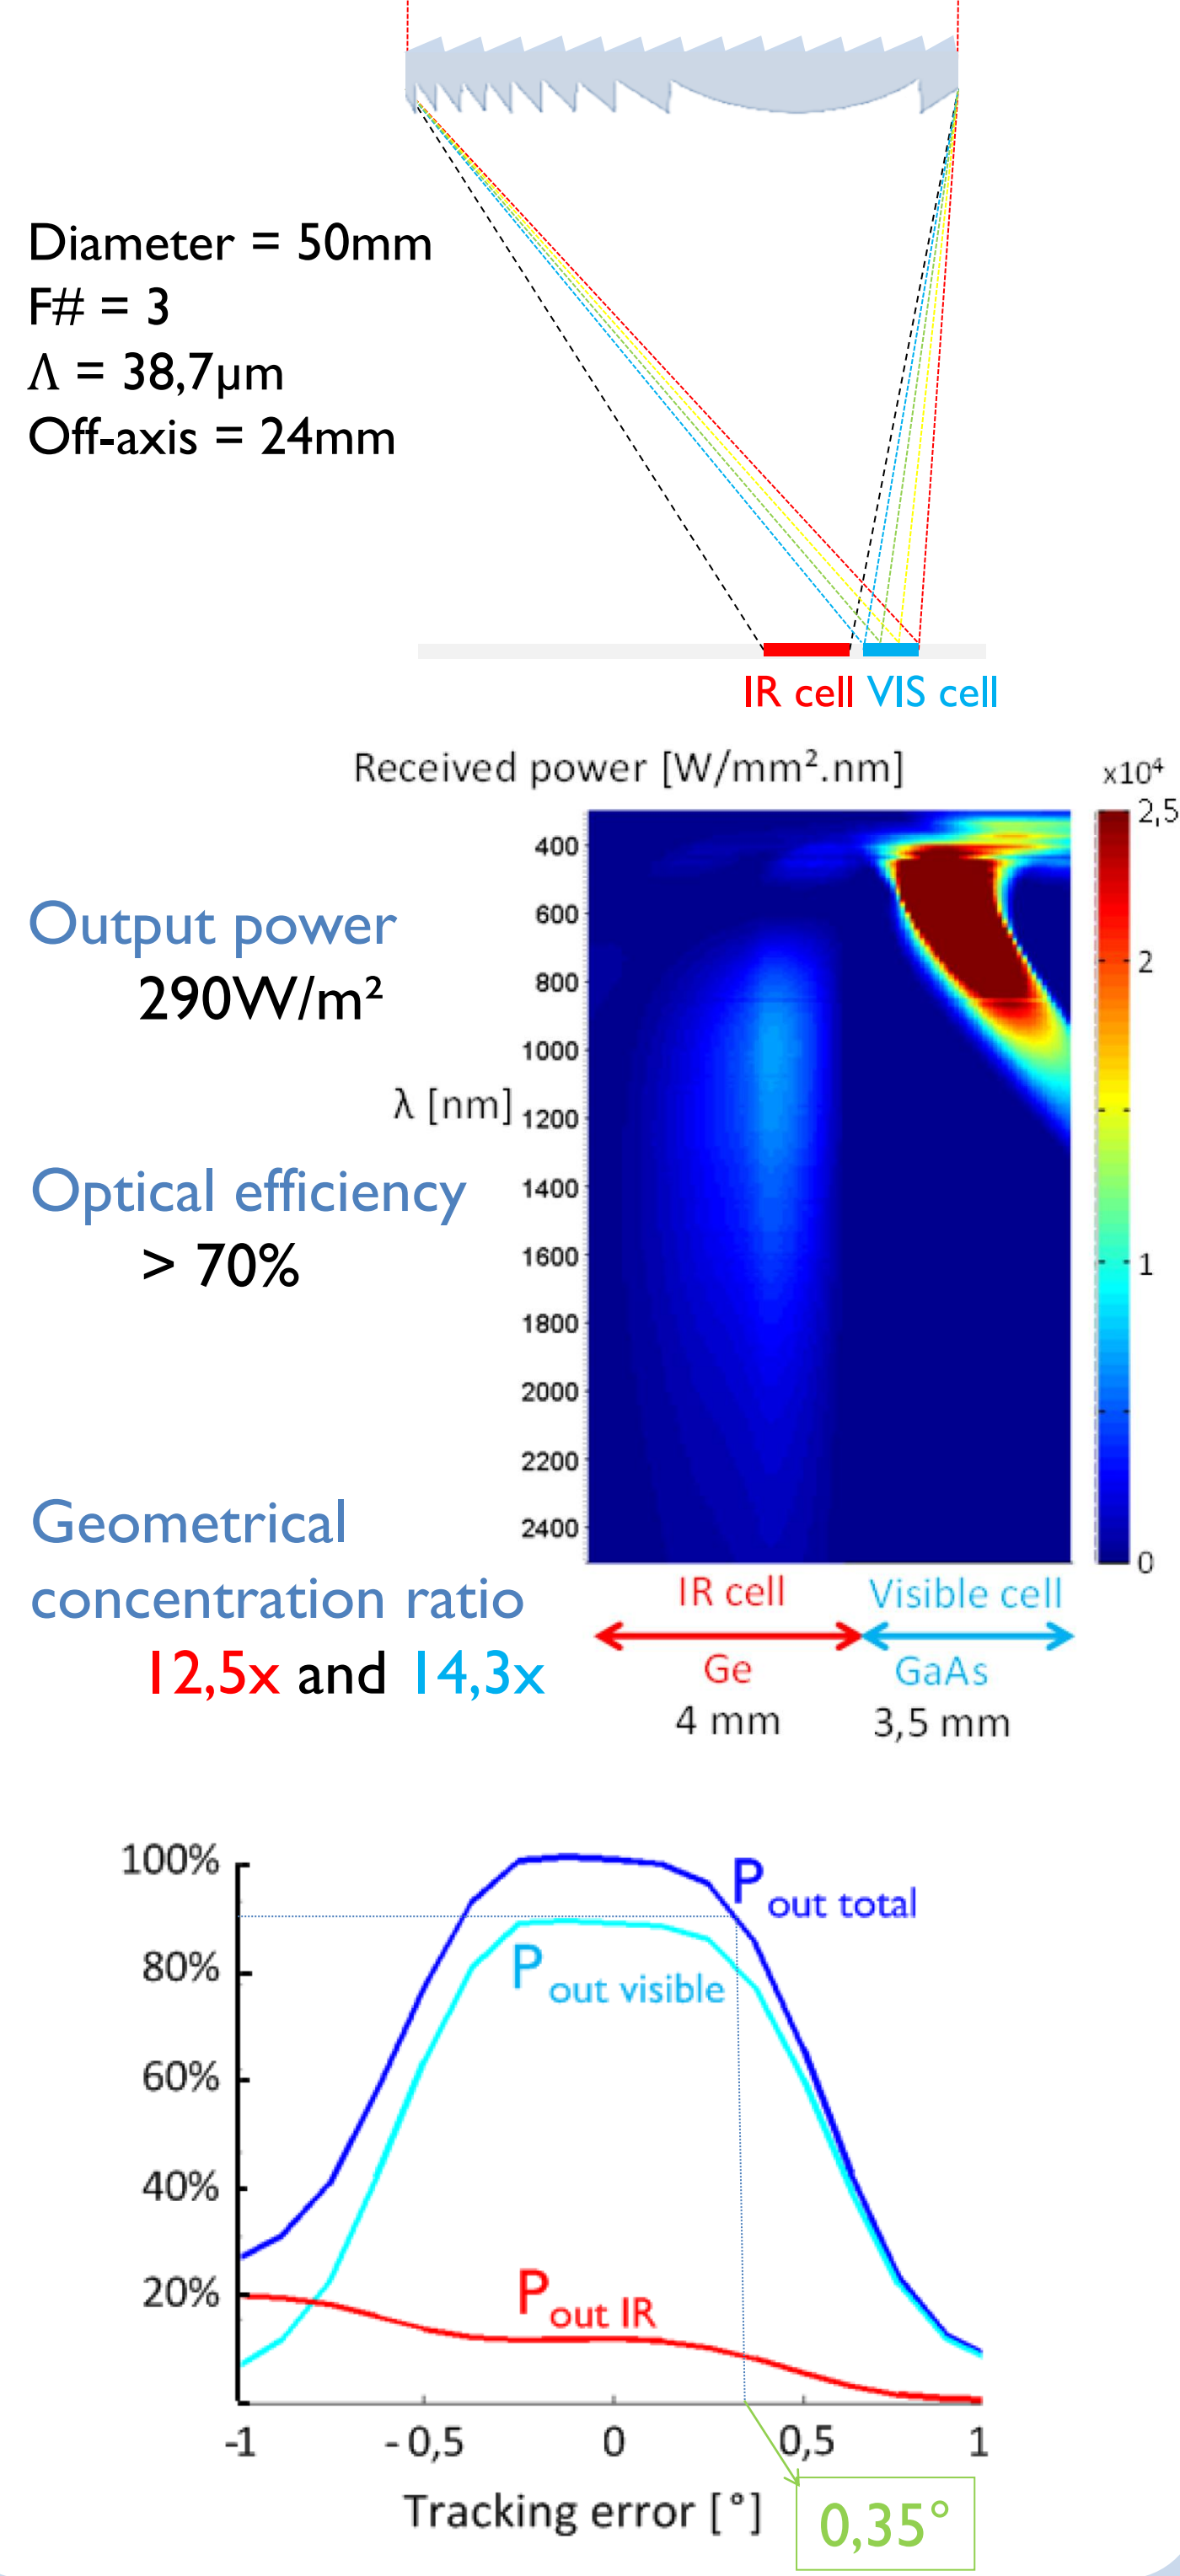 Diameter = 50mm
F# = 3
Λ = 38,7µm
Off-axis = 24mm
IR cell VIS cell
Received power [W/mm².nm]
x10⁴
2,5
2
1
0
400
600
800
1000
1200
1400
1600
1800
2000
2200
2400
λ [nm]
Output power
290W/m²
Optical efficiency
> 70%
Geometrical
concentration ratio
12,5x and 14,3x
IR cell Visible cell
Ge GaAs
4 mm 3,5 mm
100%
80%
60%
40%
20%
P out total
P out visible
P out IR
-1 -0,5 0 0,5 1
Tracking error [°]
0,35°